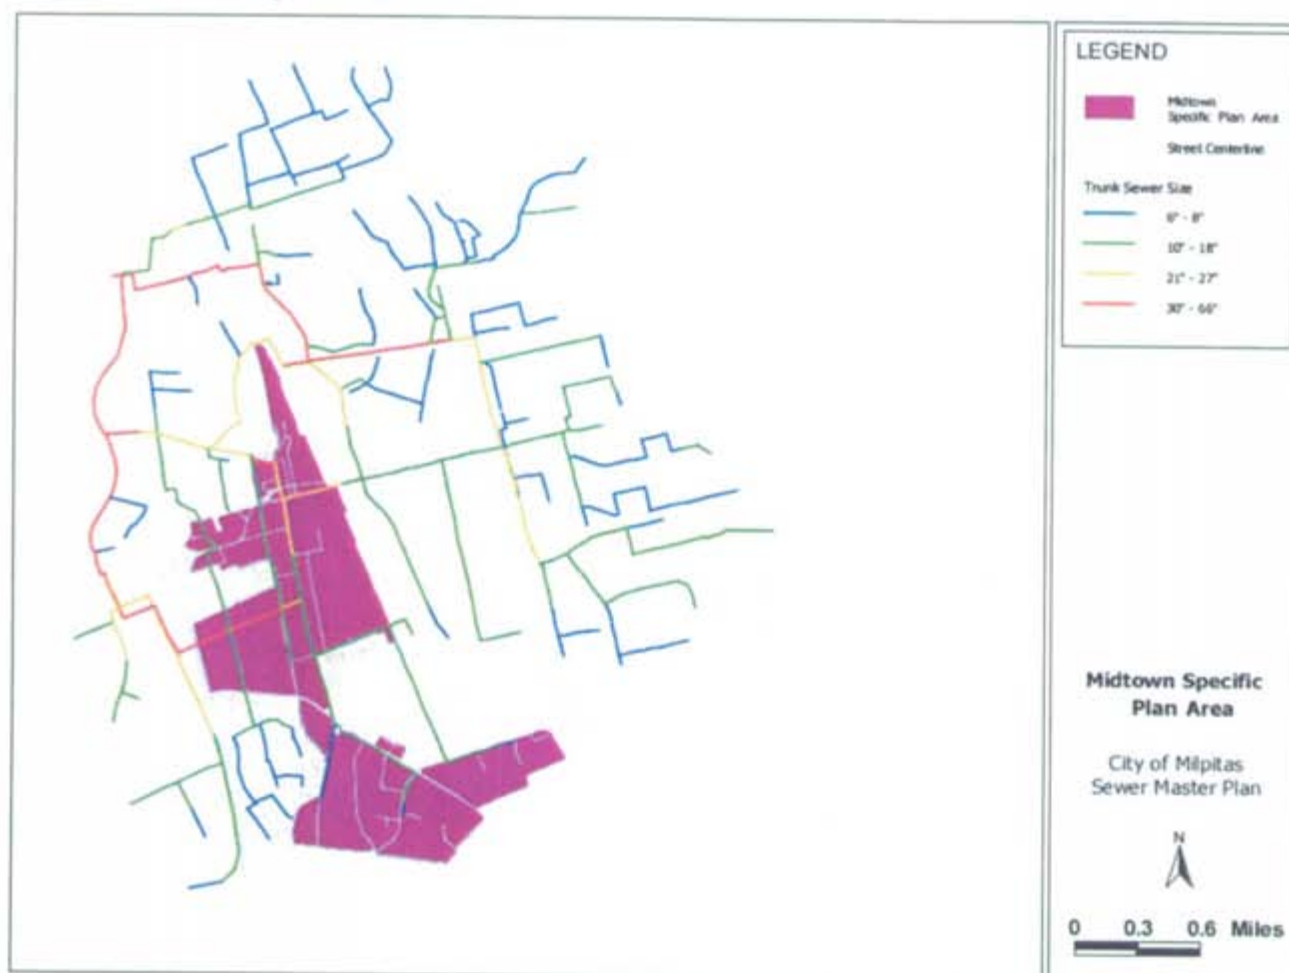 LEGEND
Midtown
Specific Plan Area
Street Centerline
Trunk Sewer Size
6" - 8"
10" - 18"
21" - 27"
30" - 66"
Midtown Specific
Plan Area
City of Milpitas
Sewer Master Plan
N
0 0.3 0.6 Miles